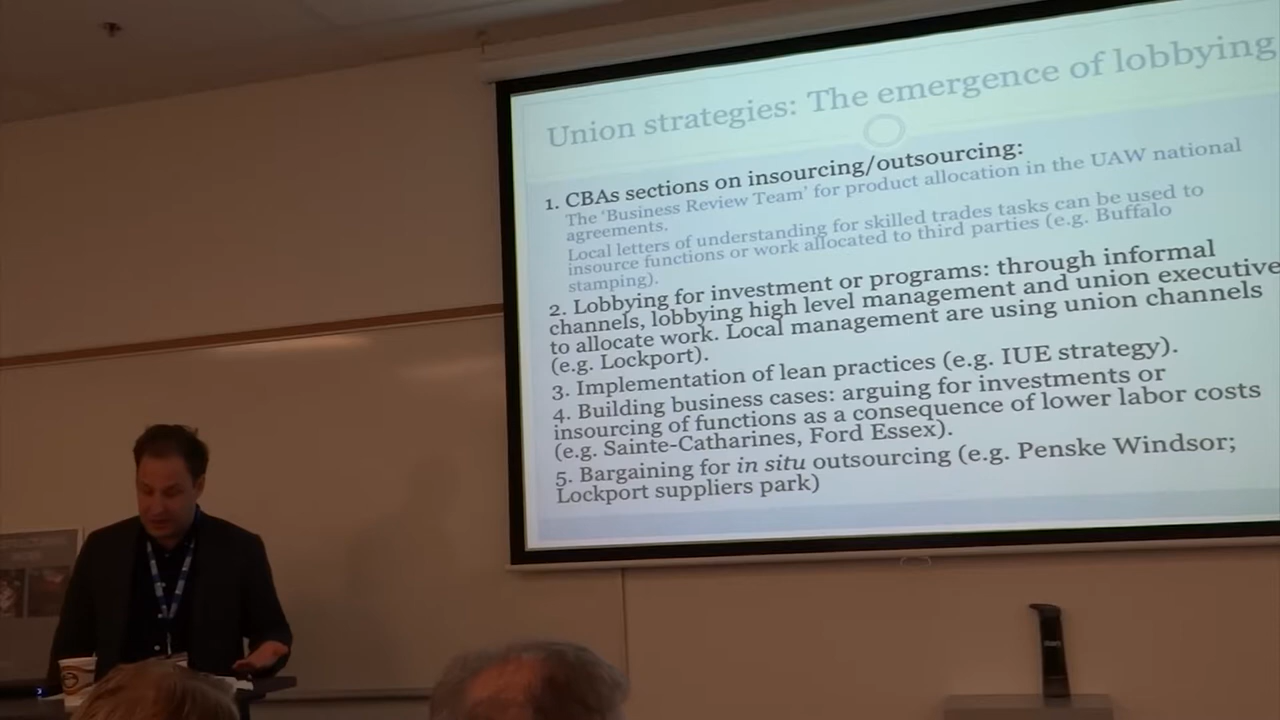 Union strategies: The emergence of lobbying
1. CBAs sections on insourcing/outsourcing:
The 'Business Review Team' for product allocation in the UAW national
agreements.
Local letters of understanding for skilled trades tasks can be used to
insource functions or work allocated to third parties (e.g. Buffalo
stamping).
2. Lobbying for investment or programs: through informal
channels, lobbying high level management and union executive
to allocate work. Local management are using union channels
(e.g. Lockport).
3. Implementation of lean practices (e.g. IUE strategy).
4. Building business cases: arguing for investments or
insourcing of functions as a consequence of lower labor costs
(e.g. Sainte-Catharines, Ford Essex).
5. Bargaining for in situ outsourcing (e.g. Penske Windsor;
Lockport suppliers park)